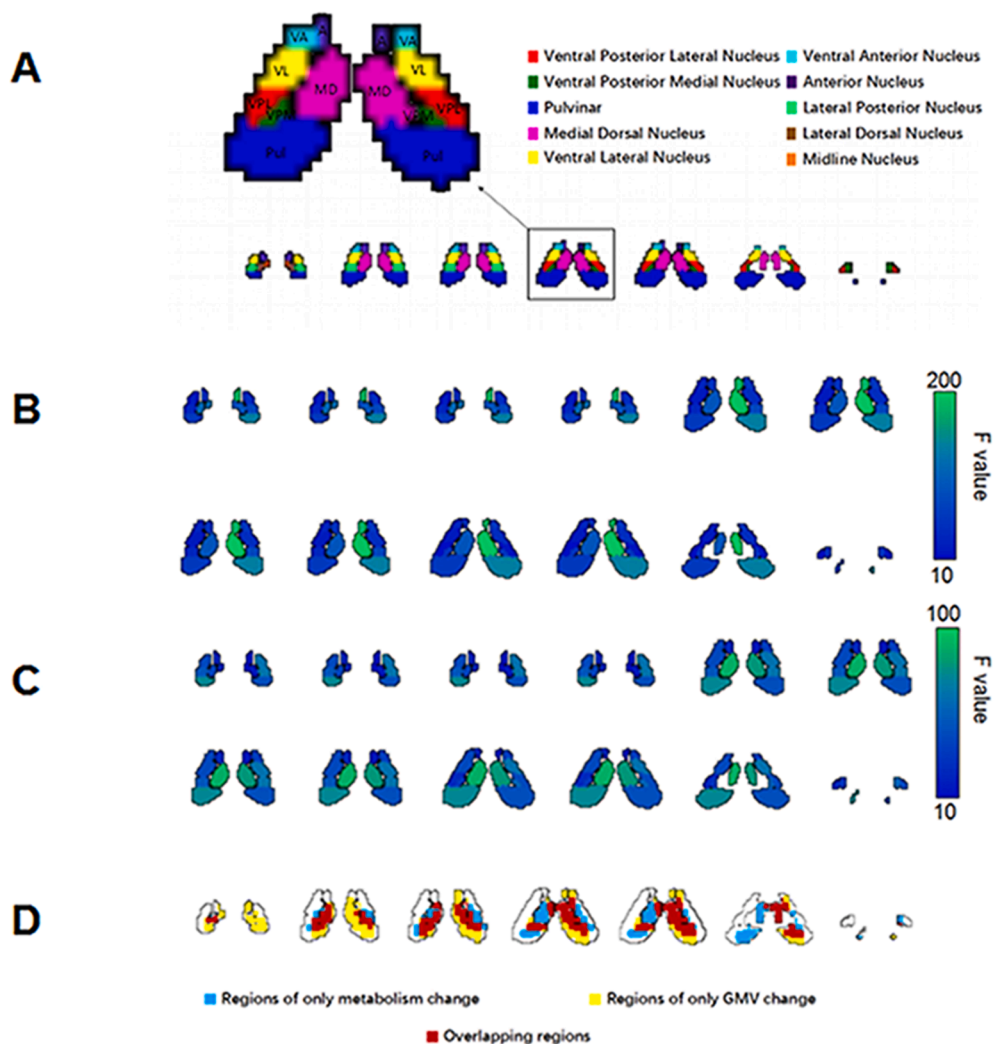 A
VA A A VA
VL VL
MD MD
VPL VPM VPM VPL
Pul Pul
Ventral Posterior Lateral Nucleus
Ventral Posterior Medial Nucleus
Pulvinar
Medial Dorsal Nucleus
Ventral Lateral Nucleus
Ventral Anterior Nucleus
Anterior Nucleus
Lateral Posterior Nucleus
Lateral Dorsal Nucleus
Midline Nucleus
B
200
F value
10
C
100
F value
10
D
Regions of only metabolism change
Regions of only GMV change
Overlapping regions